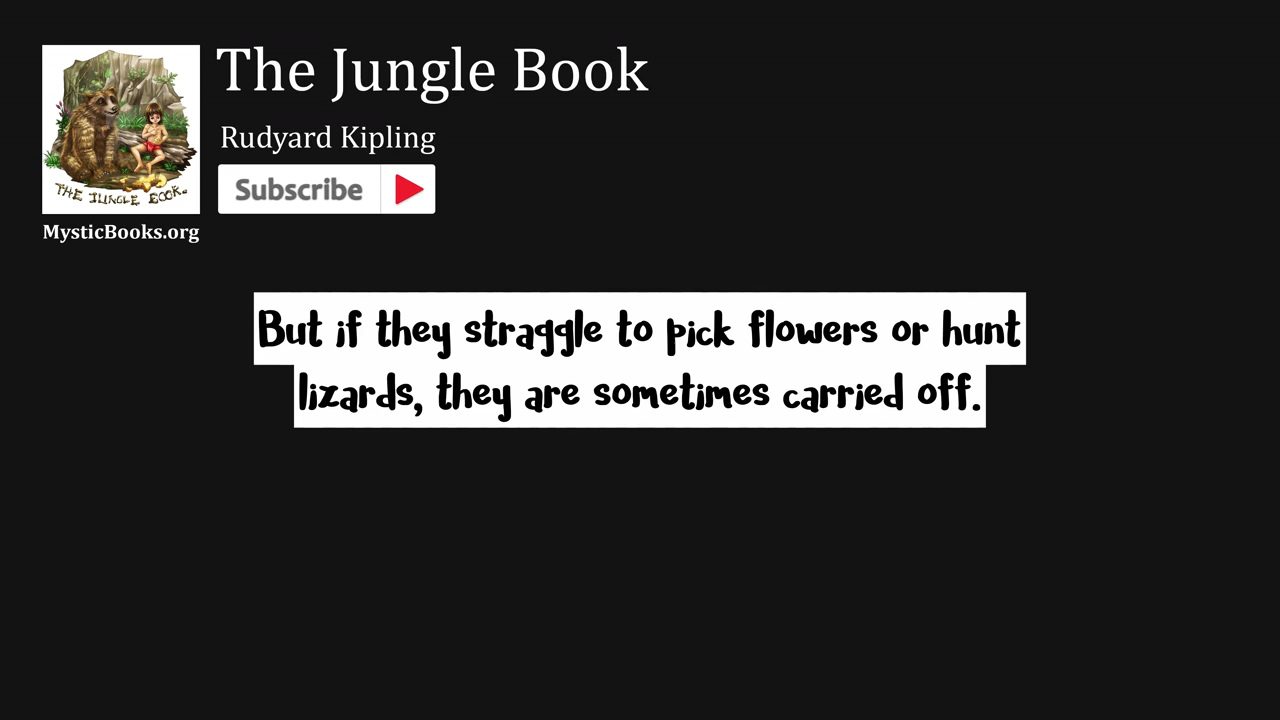 The Jungle Book
Rudyard Kipling
Subscribe
THE JUNGLE BOOK.
MysticBooks.org
But if they straggle to pick flowers or hunt
lizards, they are sometimes carried off.